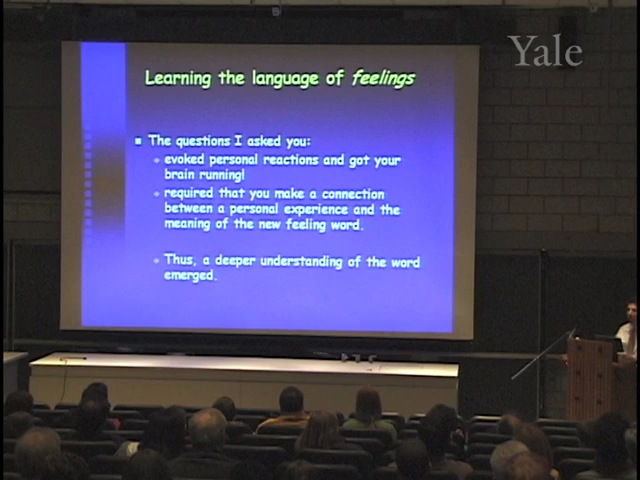 Yale
Learning the language of feelings
The questions I asked you:
evoked personal reactions and got your
brain running!
required that you make a connection
between a personal experience and the
meaning of the new feeling word.
Thus, a deeper understanding of the word
emerged.